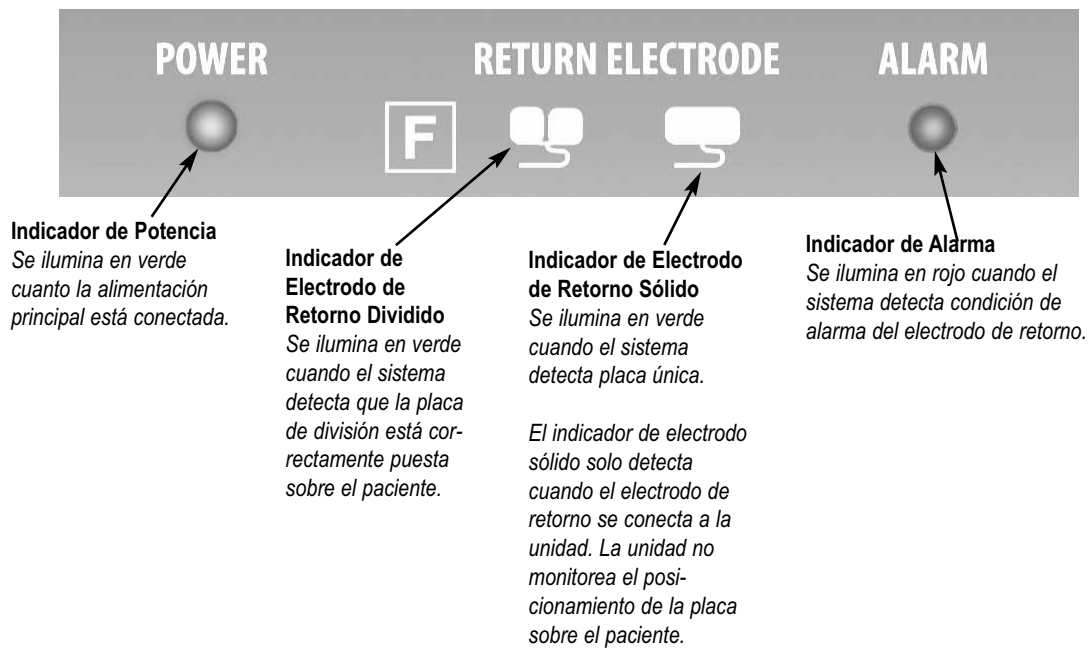 POWER
RETURN ELECTRODE
ALARM
F
Indicador de Potencia
Se ilumina en verde
cuanto la alimentación
principal está conectada.
Indicador de
Electrodo de
Retorno Dividido
Se ilumina en verde
cuando el sistema
detecta que la placa
de división está cor-
rectamente puesta
sobre el paciente.
Indicador de Electrodo
de Retorno Sólido
Se ilumina en verde
cuando el sistema
detecta placa única.
El indicador de electrodo
sólido solo detecta
cuando el electrodo de
retorno se conecta a la
unidad. La unidad no
monitorea el posi-
cionamiento de la placa
sobre el paciente.
Indicador de Alarma
Se ilumina en rojo cuando el
sistema detecta condición de
alarma del electrodo de retorno.